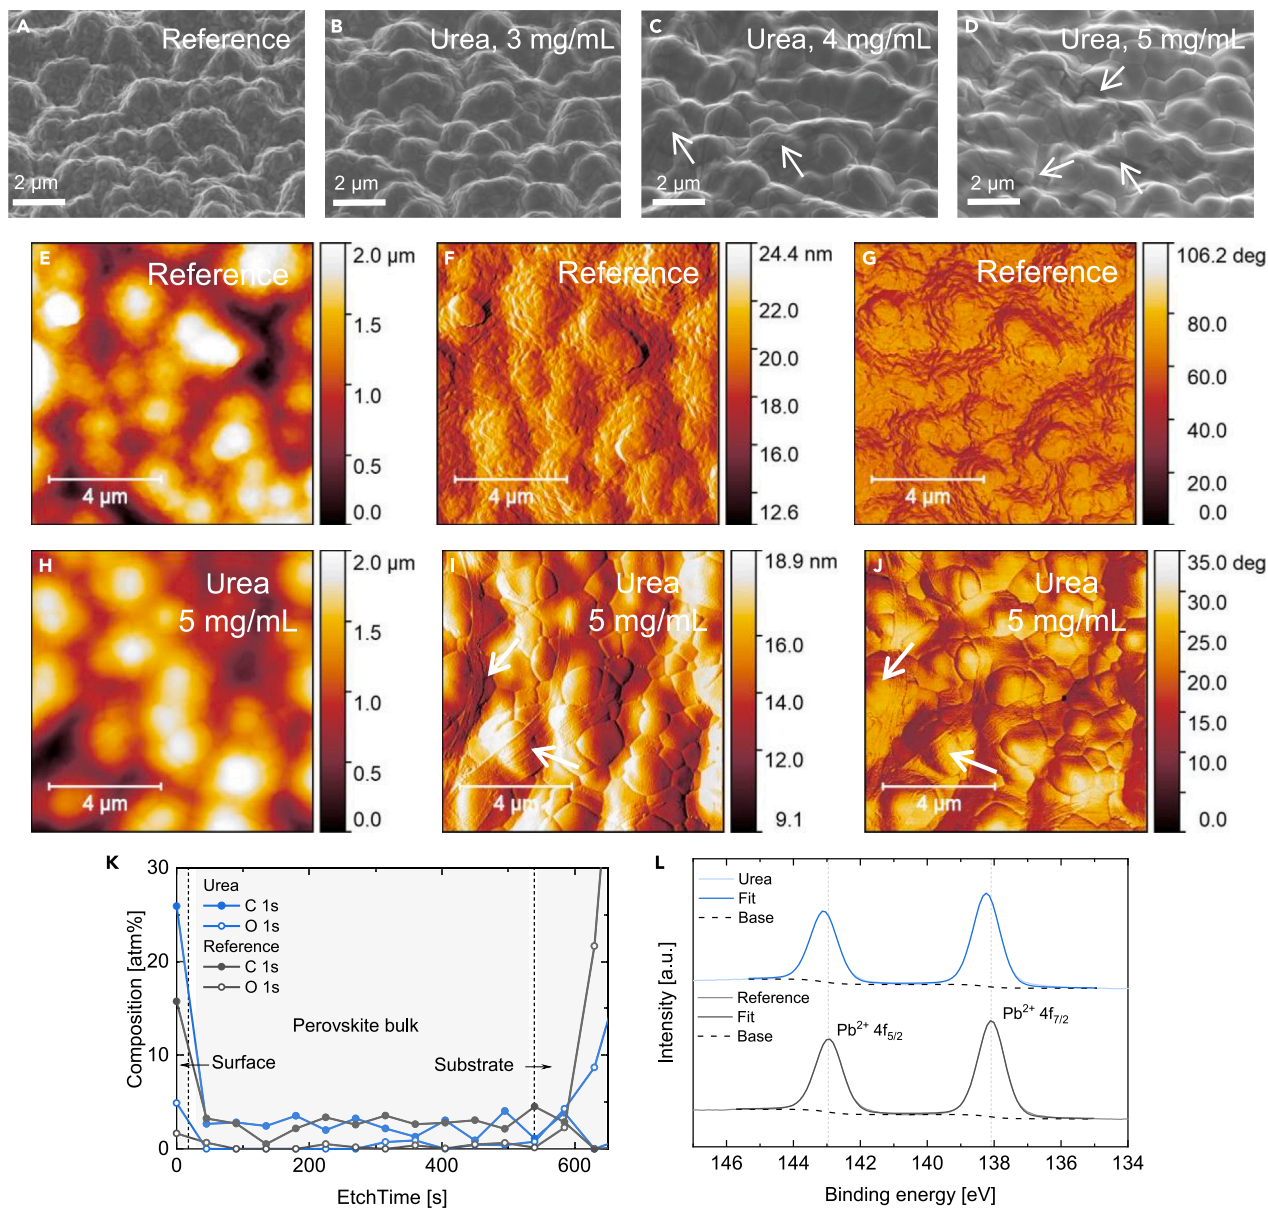 A
Reference
2 μm
B
Urea, 3 mg/mL
2 μm
C
Urea, 4 mg/mL
2 μm
D
Urea, 5 mg/mL
2 μm
E
Reference
4 μm
2.0 μm
1.5
1.0
0.5
0.0
F
Reference
4 μm
24.4 nm
22.0
20.0
18.0
16.0
12.6
G
Reference
4 μm
106.2 deg
80.0
60.0
40.0
20.0
0.0
H
Urea
5 mg/mL
4 μm
2.0 μm
1.5
1.0
0.5
0.0
I
Urea
5 mg/mL
4 μm
18.9 nm
16.0
14.0
12.0
9.1
J
Urea
5 mg/mL
4 μm
35.0 deg
30.0
25.0
20.0
15.0
10.0
0.0
K
30
20
10
0
Composition [atm%]
Urea
C 1s
O 1s
Reference
C 1s
O 1s
Perovskite bulk
Surface
Substrate
0
200
400
600
EtchTime [s]
L
Intensity [a.u.]
Urea
Fit
Base
Reference
Fit
Base
Pb2+ 4f5/2
Pb2+ 4f7/2
146
144
142
140
138
136
134
Binding energy [eV]